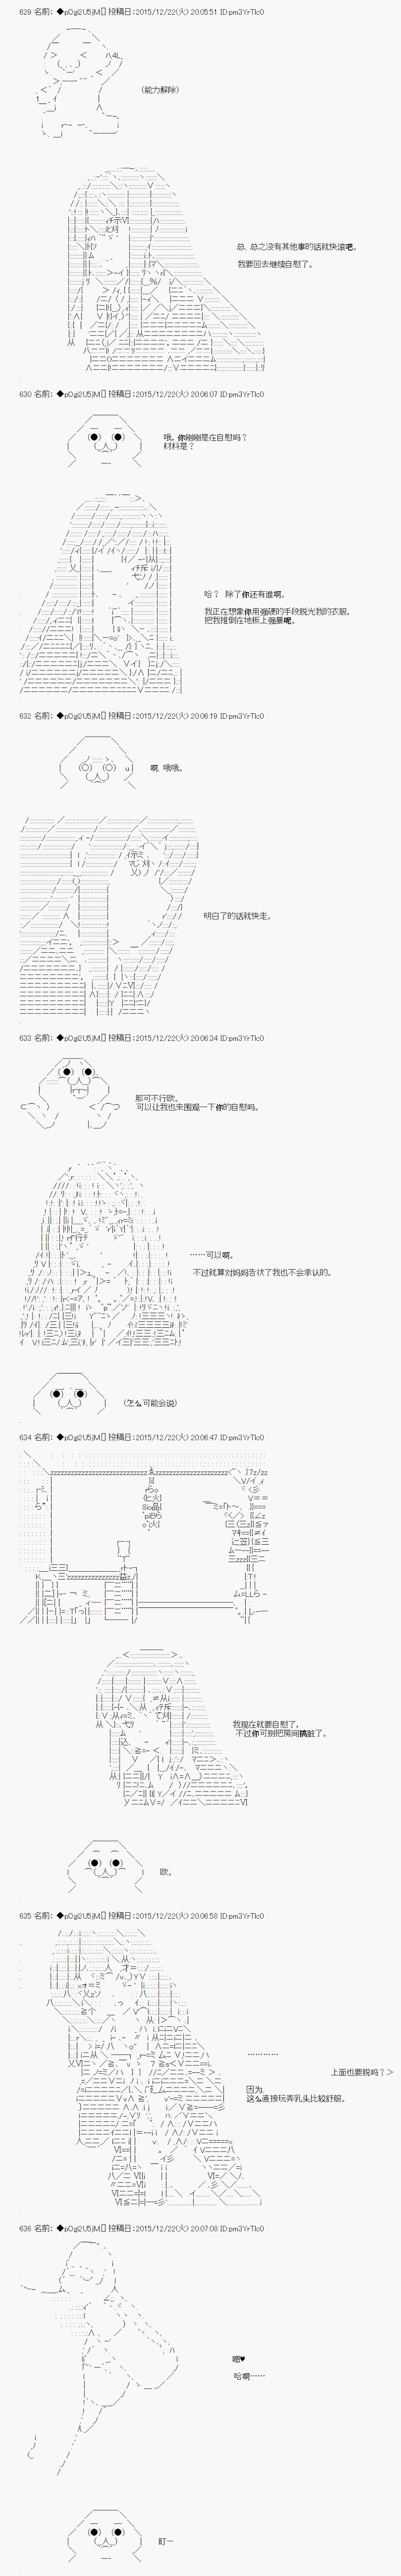 629 名前：◆pOgi2U5jM[] 投稿日：2015/12/22(火) 20:05:51 ID:pm3YrTlc0
（能力解除）
总、总之没有其他事的话就快滚吧。
我要回去继续自慰了。
630 名前：◆pOgi2U5jM[] 投稿日：2015/12/22(火) 20:06:07 ID:pm3YrTlc0
哦，你刚刚是在自慰吗？
材料是？
哈？ 除了你还有谁啊。
我正在想像你用强硬的手段脱光我的衣服，
把我推倒在地板上强暴呢。
632 名前：◆pOgi2U5jM[] 投稿日：2015/12/22(火) 20:06:19 ID:pm3YrTlc0
啊，哦哦。
明白了的话就快走。
633 名前：◆pOgi2U5jM[] 投稿日：2015/12/22(火) 20:06:34 ID:pm3YrTlc0
那可不行欧。
可以让我也来围观一下你的自慰吗。
……可以啊。
不过就算对妈妈告状了我也不会承认的。
（怎么可能会说）
634 名前：◆pOgi2U5jM[] 投稿日：2015/12/22(火) 20:06:47 ID:pm3YrTlc0
我现在就要自慰了，
不过你可别把房间搞脏了。
欧。
635 名前：◆pOgi2U5jM[] 投稿日：2015/12/22(火) 20:06:58 ID:pm3YrTlc0
…………
上面也要脱吗？＞
因为，
这么直接玩弄乳头比较舒服。
636 名前：◆pOgi2U5jM[] 投稿日：2015/12/22(火) 20:07:08 ID:pm3YrTlc0
嗯♥
哈啊……
盯ー